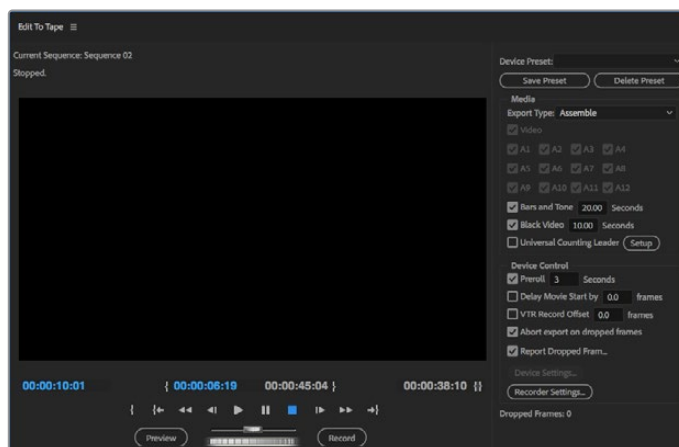 Edit To Tape
Current Sequence: Sequence 02
Stopped.
00:00:10:01
00:00:06:19
00:00:45:04
00:00:38:10
Preview
Record
Device Preset:
Save Preset
Delete Preset
Media
Export Type: Assemble
Video
A1 A2 A3 A4
A5 A6 A7 A8
A9 A10 A11 A12
Bars and Tone 20.00 Seconds
Black Video 10.00 Seconds
Universal Counting Leader Setup
Device Control
Preroll 3 Seconds
Delay Movie Start by 0.0 frames
VTR Record Offset 0.0 frames
Abort export on dropped frames
Report Dropped Fram...
Device Settings...
Recorder Settings...
Dropped Frames: 0